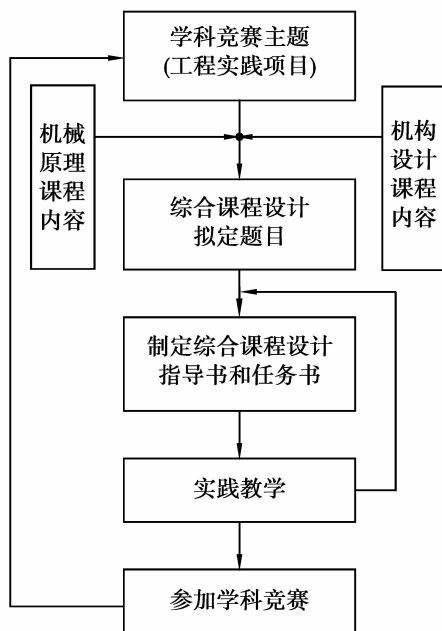 学科竞赛主题
(工程实践项目)
机械
原理
课程
内容
机构
设计
课程
内容
综合课程设计
拟定题目
制定综合课程设计
指导书和任务书
实践教学
参加学科竞赛